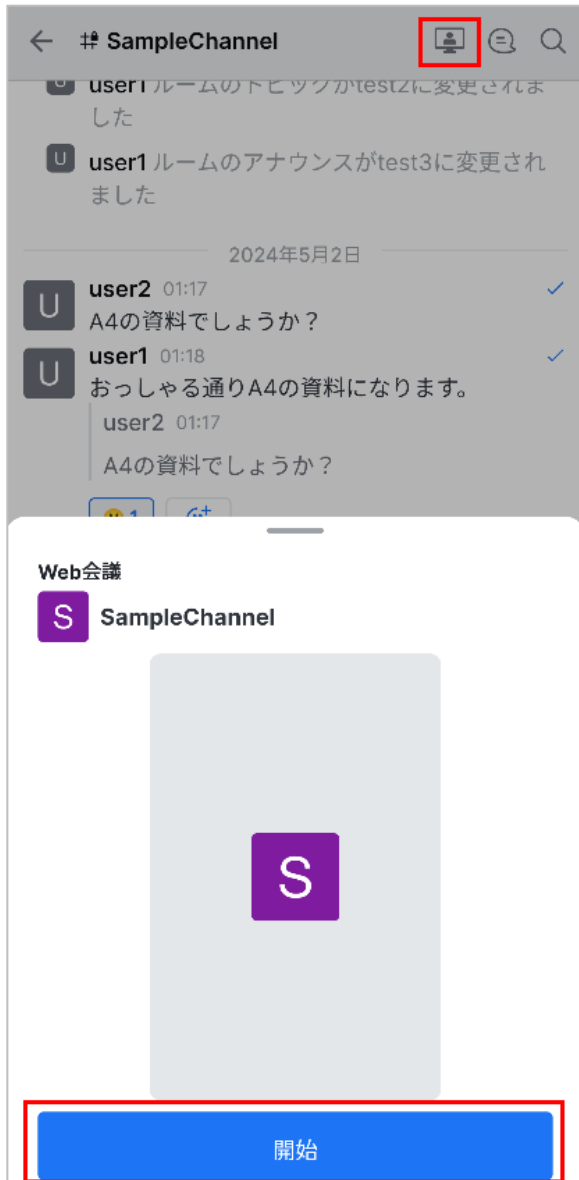 SampleChannel
user1 ルームのトピックがtest2に変更されま
した
U user1 ルームのアナウンスがtest3に変更され
ました
2024年5月2日
U user2 01:17
A4の資料でしょうか？
U user1 01:18
おっしゃる通りA4の資料になります。
user2 01:17
A4の資料でしょうか？
1
Web会議
S SampleChannel
S
開始